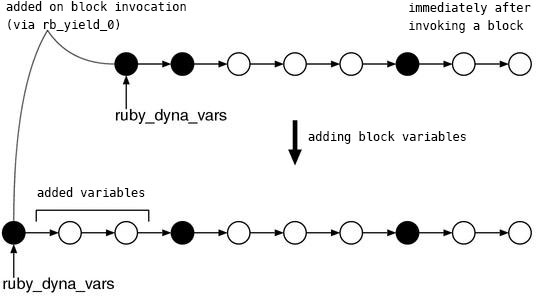 added on block invocation
(via rb_yield_0)
immediately after
invoking a block
ruby_dyna_vars
adding block variables
added variables
ruby_dyna_vars